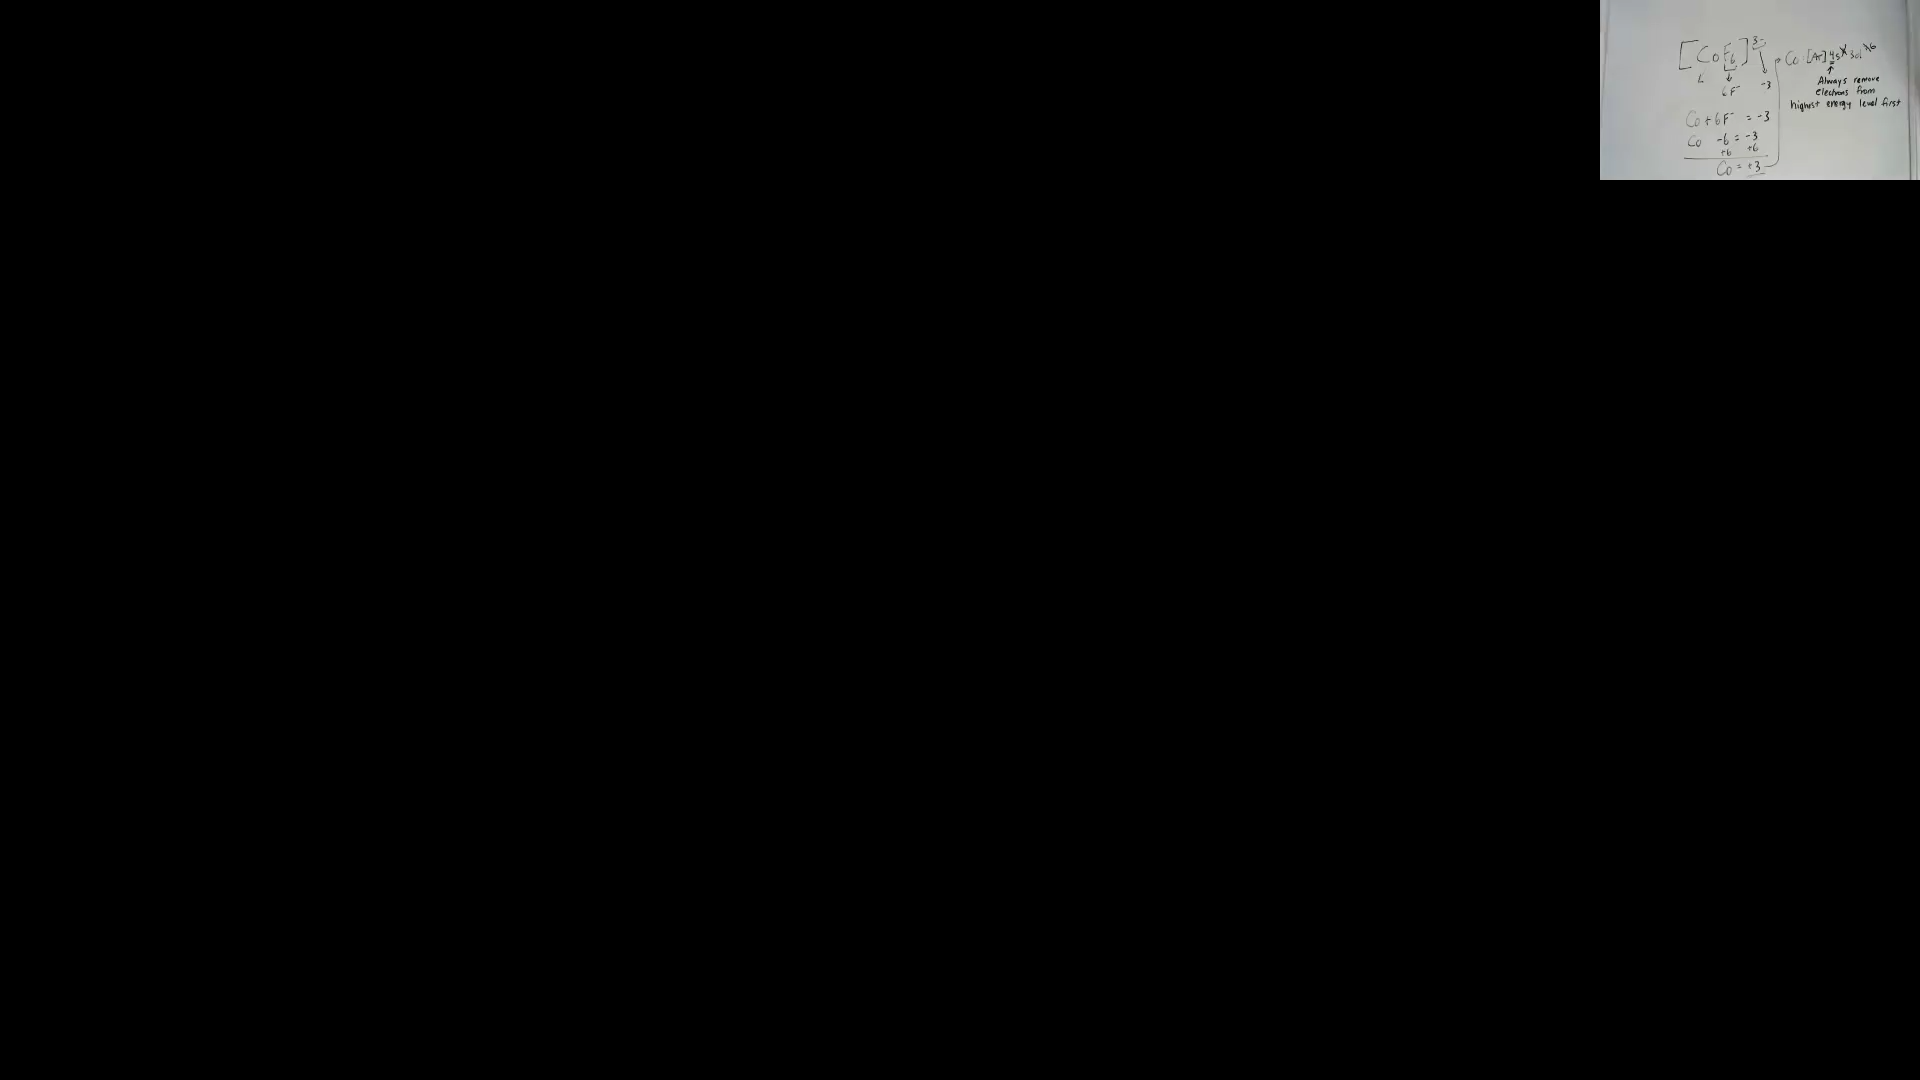 [CoF₆]³⁻
6F⁻ -3
Co + 6F⁻ = -3
Co -6 = -3
+6 +6
Co = +3
Co: [Ar] 4s 3d⁶
Always remove
electrons from
highest energy level first